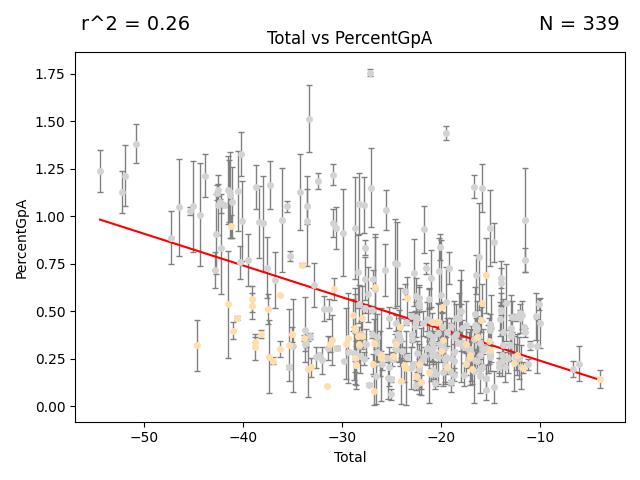 r^2 = 0.26
N = 339
Total vs PercentGpA
PercentGpA
1.75
1.50
1.25
1.00
0.75
0.50
0.25
0.00
−50
−40
−30
−20
−10
Total